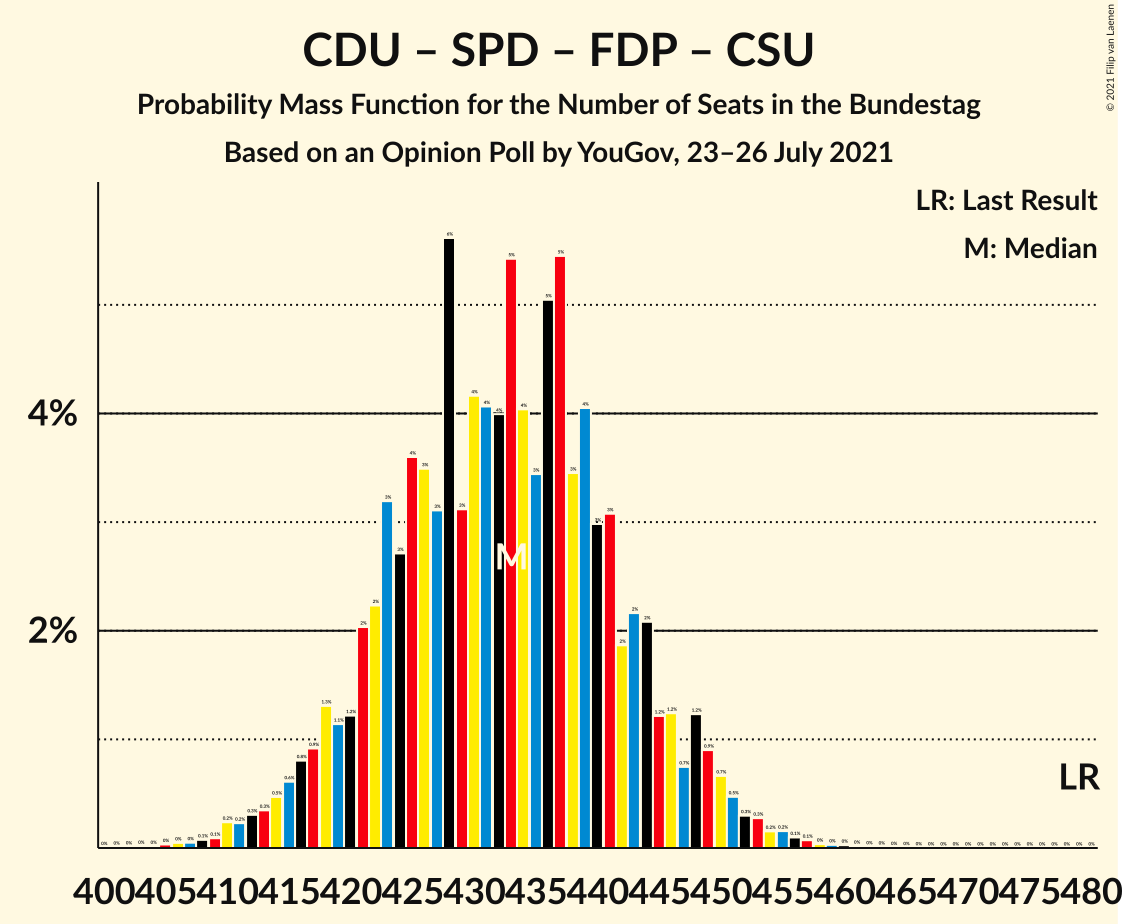 CDU – SPD – FDP – CSU
Probability Mass Function for the Number of Seats in the Bundestag
Based on an Opinion Poll by YouGov, 23–26 July 2021
© 2021 Filip van Laenen
LR: Last Result
M: Median
4%
2%
M
LR
400 405 410 415 420 425 430 435 440 445 450 455 460 465 470 475 480